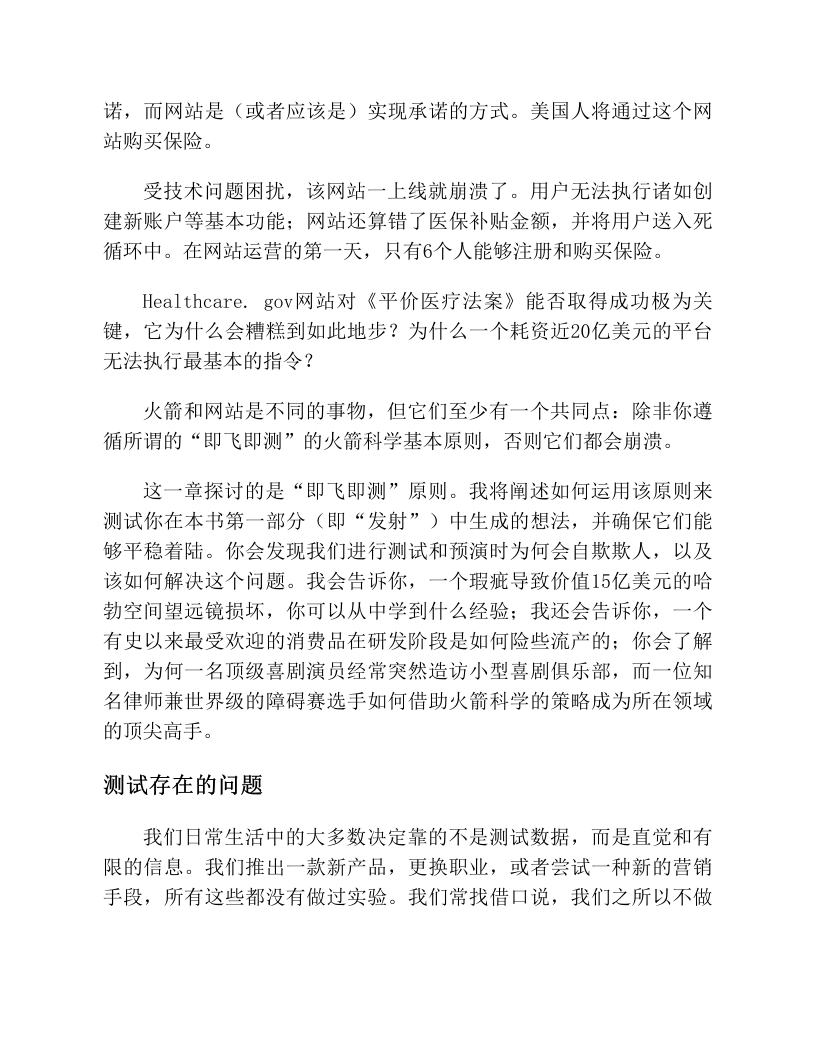 诺，而网站是（或者应该是）实现承诺的方式。美国人将通过这个网
站购买保险。
受技术问题困扰，该网站一上线就崩溃了。用户无法执行诸如创
建新账户等基本功能；网站还算错了医保补贴金额，并将用户送入死
循环中。在网站运营的第一天，只有6个人能够注册和购买保险。
Healthcare. gov网站对《平价医疗法案》能否取得成功极为关
键，它为什么会糟糕到如此地步？为什么一个耗资近20亿美元的平台
无法执行最基本的指令？
火箭和网站是不同的事物，但它们至少有一个共同点：除非你遵
循所谓的“即飞即测”的火箭科学基本原则，否则它们都会崩溃。
这一章探讨的是“即飞即测”原则。我将阐述如何运用该原则来
测试你在本书第一部分（即“发射”）中生成的想法，并确保它们能
够平稳着陆。你会发现我们进行测试和预演时为何会自欺欺人，以及
该如何解决这个问题。我会告诉你，一个瑕疵导致价值15亿美元的哈
勃空间望远镜损坏，你可以从中学到什么经验；我还会告诉你，一个
有史以来最受欢迎的消费品在研发阶段是如何险些流产的；你会了解
到，为何一名顶级喜剧演员经常突然造访小型喜剧俱乐部，而一位知
名律师兼世界级的障碍赛选手如何借助火箭科学的策略成为所在领域
的顶尖高手。
测试存在的问题
我们日常生活中的大多数决定靠的不是测试数据，而是直觉和有
限的信息。我们推出一款新产品，更换职业，或者尝试一种新的营销
手段，所有这些都没有做过实验。我们常找借口说，我们之所以不做